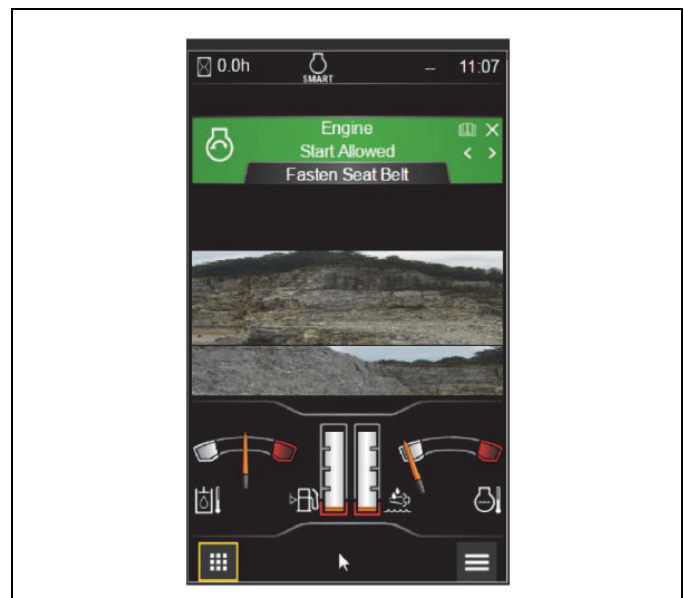 0.0h
SMART
--
11:07
Engine
Start Allowed
Fasten Seat Belt